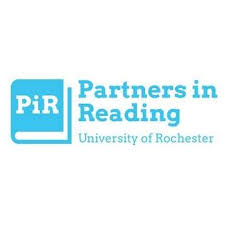 PiR
Partners in
Reading
University of Rochester